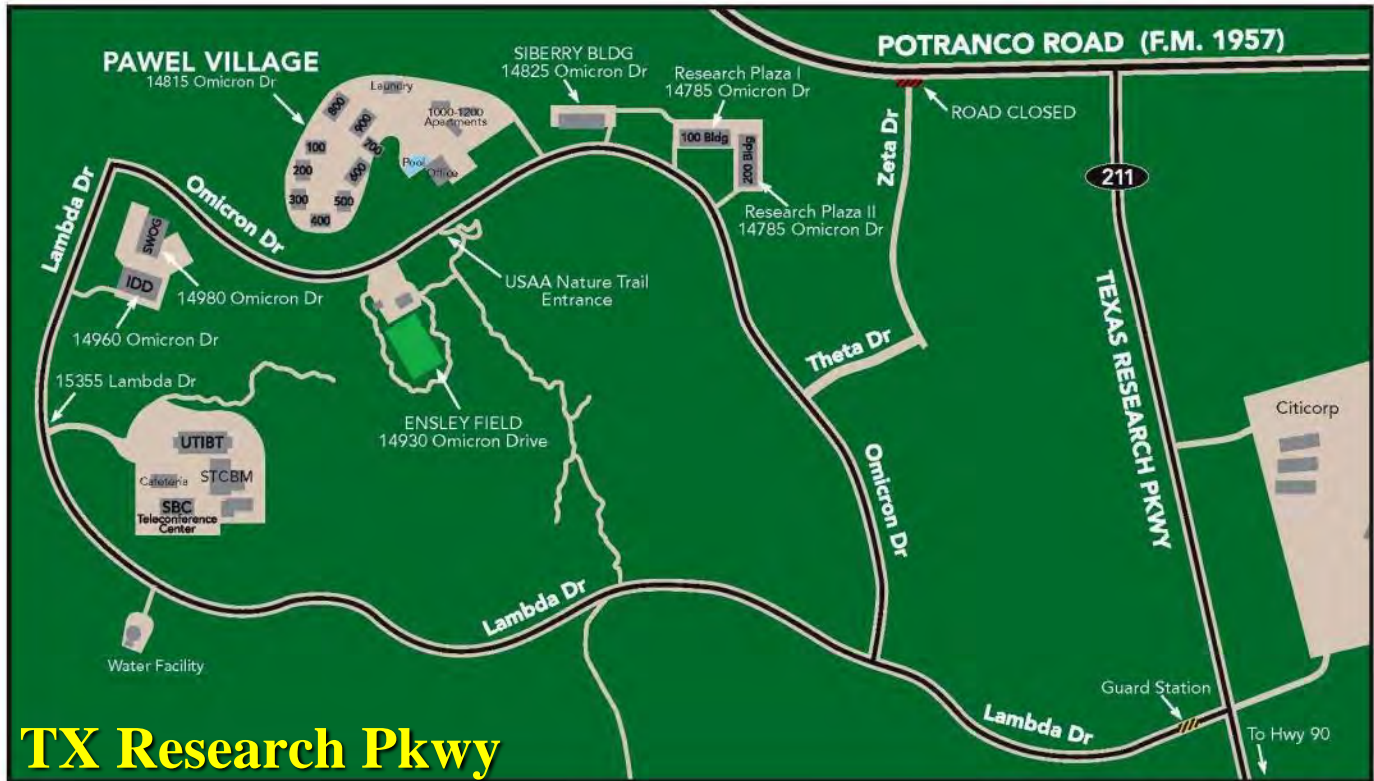 POTRANCO ROAD (F.M. 1957)
PAWEL VILLAGE
14815 Omicron Dr
SIBERRY BLDG
14825 Omicron Dr
Research Plaza I
14785 Omicron Dr
ROAD CLOSED
Laundry
800
900
1000-1200
Apartments
100
700
200
600
Pool
Office
300
500
400
100 Bldg
200 Bldg
Zeta Dr
211
Research Plaza II
14785 Omicron Dr
Lambda Dr
Omicron Dr
SWOG
IDD
14980 Omicron Dr
14960 Omicron Dr
USAA Nature Trail
Entrance
TEXAS RESEARCH PKWY
Theta Dr
15355 Lambda Dr
ENSLEY FIELD
14930 Omicron Drive
Citicorp
UTIBT
Cafeteria
STCBM
SBC
Teleconference
Center
Omicron Dr
Lambda Dr
Water Facility
Guard Station
Lambda Dr
To Hwy 90
TX Research Pkwy